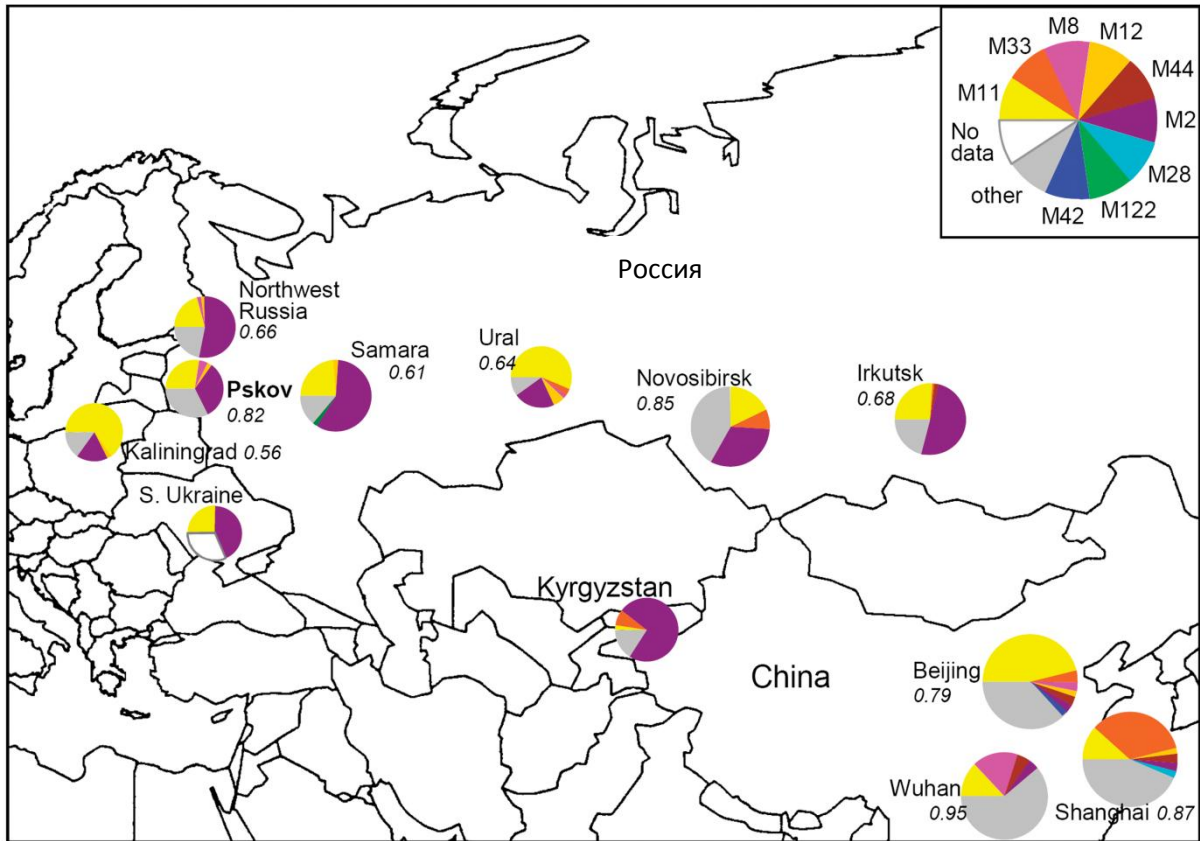 M8
M12
M33
M44
M11
M2
No
data
M28
other
M42
M122
Россия
Northwest
Russia
0.66
Samara
0.61
Ural
0.64
Novosibirsk
0.85
Irkutsk
0.68
Pskov
0.82
Kaliningrad 0.56
S. Ukraine
Kyrgyzstan
China
Beijing
0.79
Wuhan
0.95
Shanghai 0.87